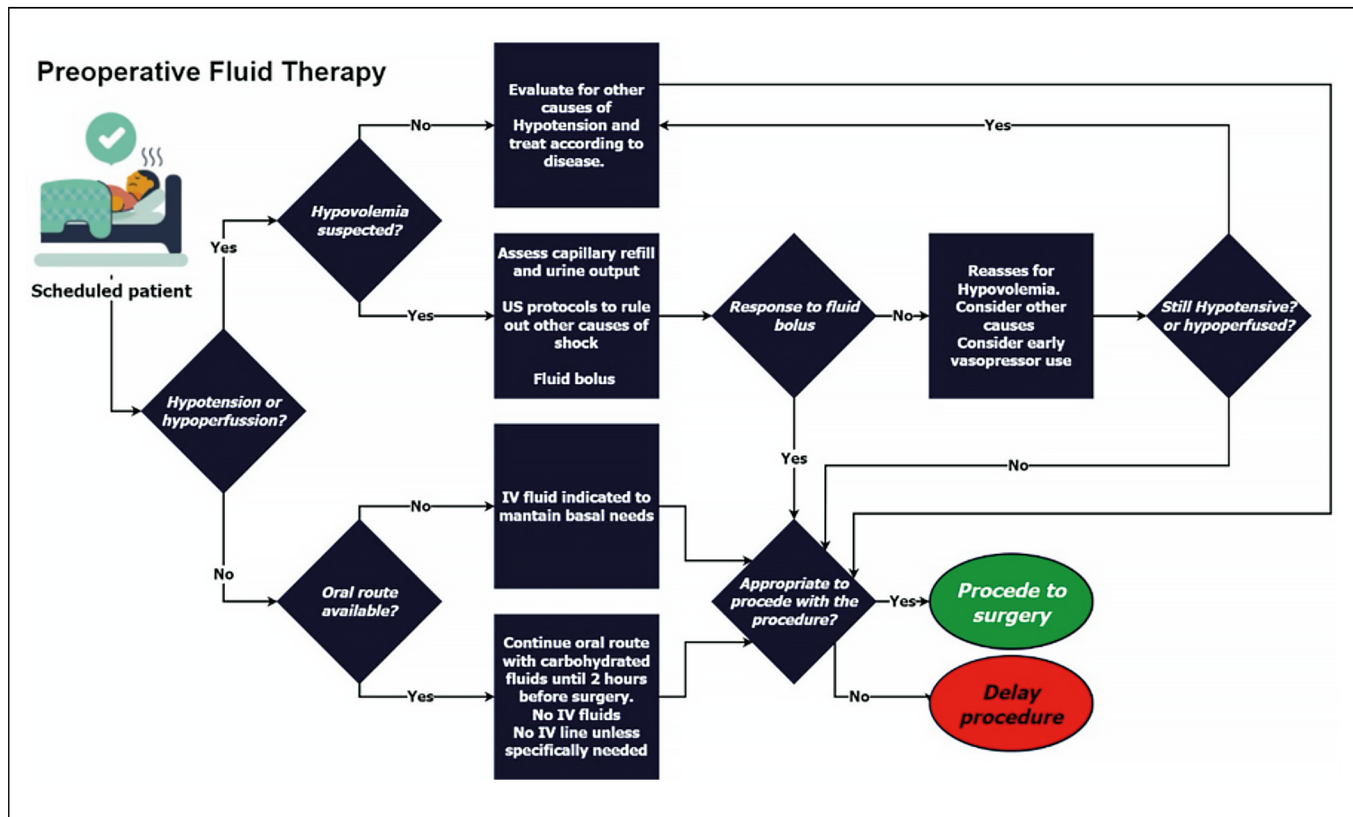 Preoperative Fluid Therapy
Scheduled patient
Hypotension or
hypoperfussion?
Yes
No
Hypovolemia
suspected?
No
Yes
Evaluate for other
causes of
Hypotension and
treat according to
disease.
Assess capillary refill
and urine output
US protocols to rule
out other causes of
shock
Fluid bolus
Response to fluid
bolus
No
Yes
Reasses for
Hypovolemia.
Consider other
causes
Consider early
vasopressor use
Still Hypotensive?
or hypoperfused?
Yes
No
Oral route
available?
No
Yes
IV fluid indicated to
mantain basal needs
Continue oral route
with carbohydrated
fluids until 2 hours
before surgery.
No IV fluids
No IV line unless
specifically needed
Appropriate to
procede with the
procedure?
Yes
No
Procede to
surgery
Delay
procedure